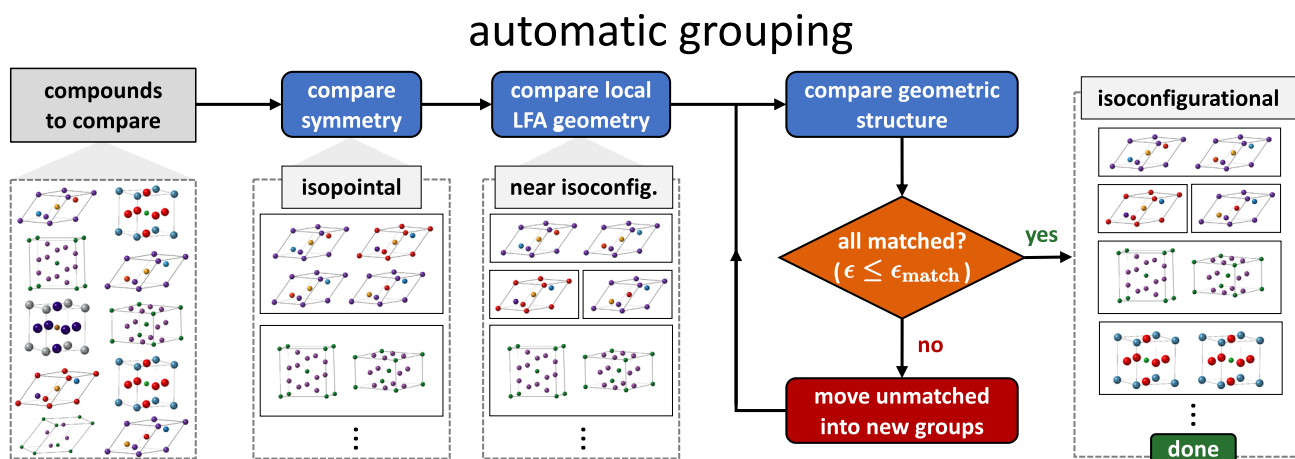 automatic grouping
compounds
to compare
compare
symmetry
compare local
LFA geometry
compare geometric
structure
isoconfigurational
isopointal
near isoconfig.
all matched?
(ϵ ≤ ϵmatch)
yes
no
move unmatched
into new groups
done